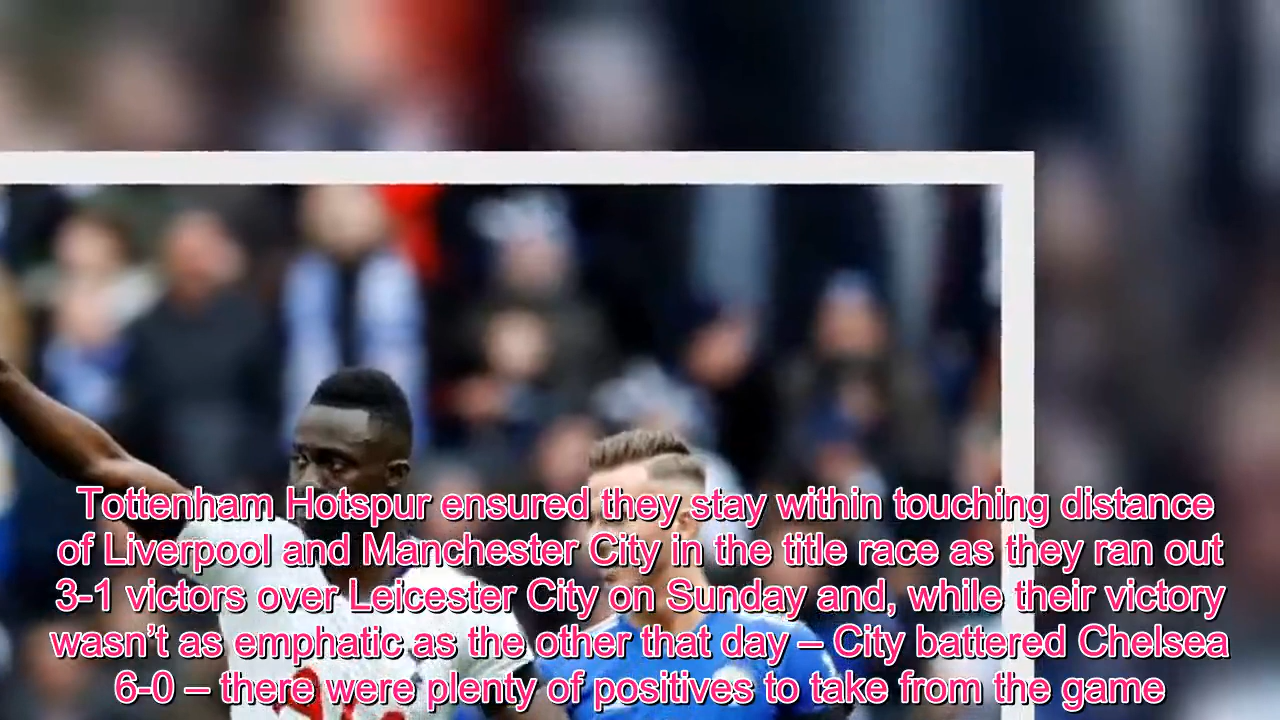 Tottenham Hotspur ensured they stay within touching distance
of Liverpool and Manchester City in the title race as they ran out
3-1 victors over Leicester City on Sunday and, while their victory
wasn’t as emphatic as the other that day – City battered Chelsea
6-0 – there were plenty of positives to take from the game